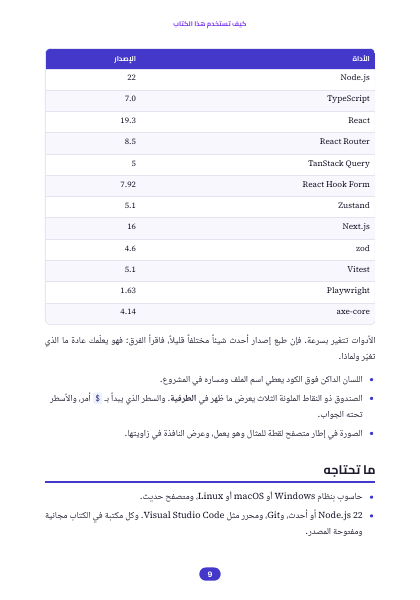 كيف تستخدم هذا الكتاب
الأداة الإصدار
Node.js 22
TypeScript 7.0
React 19.3
React Router 8.5
TanStack Query 5
React Hook Form 7.92
Zustand 5.1
Next.js 16
zod 4.6
Vitest 5.1
Playwright 1.63
axe-core 4.14
الأدوات تتغير بسرعة. فإن طبع إصدار أحدث شيئاً مختلفاً قليلاً، فاقرأ الفرق: فهو يعلّمك عادة ما الذي
تغيّر ولماذا.
• اللسان الداكن فوق الكود يعطي اسم الملف ومساره في المشروع.
• الصندوق ذو النقاط الملونة الثلاث يعرض ما ظهر في الطرفية. والسطر الذي يبدأ بـ $ أمر، والأسطر
تحته الجواب.
• الصورة في إطار متصفح لقطة للمثال وهو يعمل، وعرض النافذة في زاويتها.
ما تحتاجه
• حاسوب بنظام Windows أو macOS أو Linux، ومتصفح حديث.
• Node.js 22 أو أحدث، وGit، ومحرر مثل Visual Studio Code. وكل مكتبة في الكتاب مجانية
ومفتوحة المصدر.
9